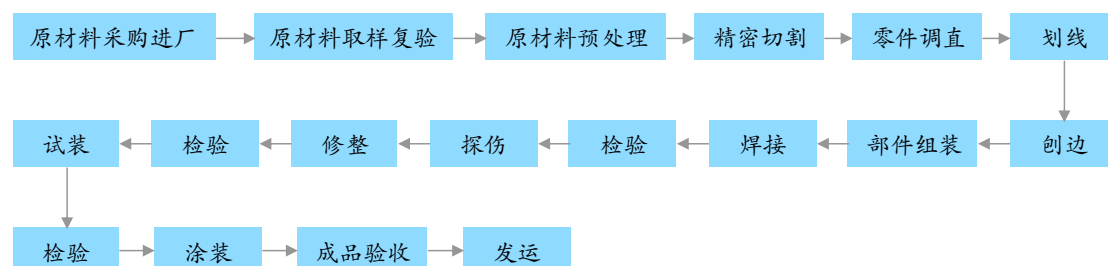 原材料采购进厂 原材料取样复验 原材料预处理 精密切割 零件调直 划线
试装 检验 修整 探伤 检验 焊接 部件组装 刨边
检验 涂装 成品验收 发运